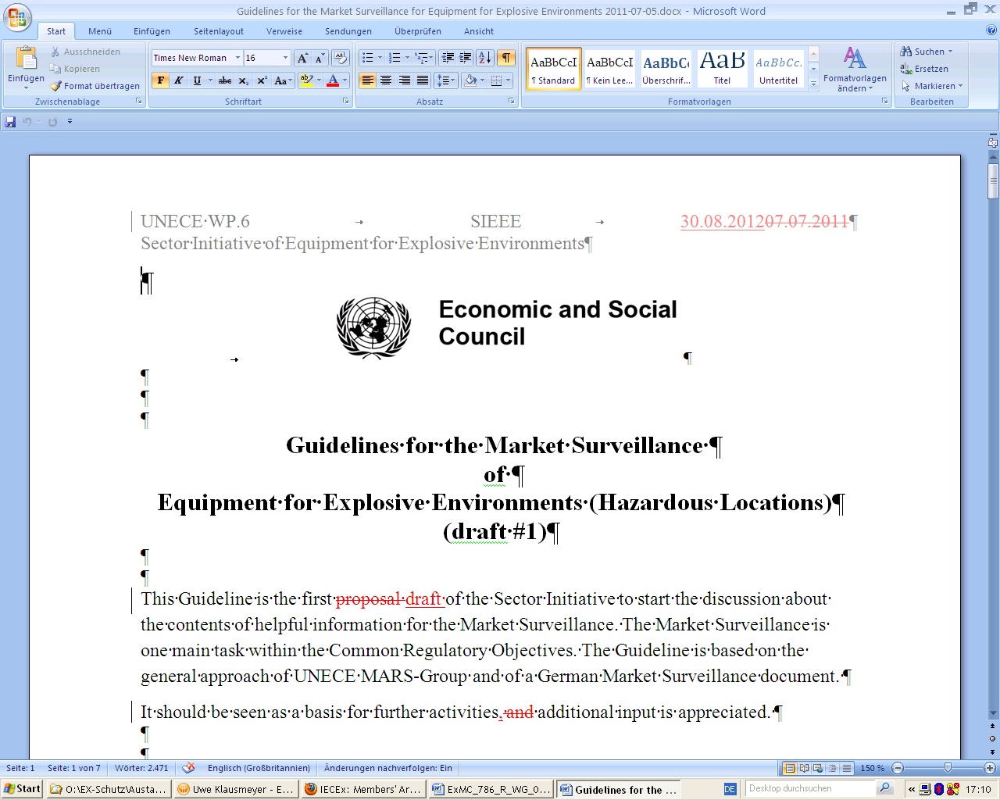 Guidelines for the Market Surveillance for Equipment for Explosive Environments 2011-07-05.docx - Microsoft Word
Start Menü Einfügen Seitenlayout Verweise Sendungen Überprüfen Ansicht
Einfügen
Ausschneiden
Kopieren
Format übertragen
Zwischenablage
Times New Roman 16
F K U abc x₂ x² Aa
Schriftart
Absatz
AaBbCcI AaBbCcI AaBbCc AaB AaBbCc.
¶ Standard ¶ Kein Lee... Überschrif... Titel Untertitel
Formatvorlagen ändern
Formatvorlagen
Suchen
Ersetzen
Markieren
Bearbeiten
UNECE·WP.6 → SIEEE → 30.08.201207.07.2011¶
Sector·Initiative·of·Equipment·for·Explosive·Environments¶
¶
Economic and Social
Council
→ ¶
¶
¶
¶
Guidelines·for·the·Market·Surveillance·¶
of·¶
Equipment·for·Explosive·Environments·(Hazardous·Locations)¶
(draft·#1)¶
¶
¶
This·Guideline·is·the·first·proposal·draft·of·the·Sector·Initiative·to·start·the·discussion·about·
the·contents·of·helpful·information·for·the·Market·Surveillance.·The·Market·Surveillance·is·
one·main·task·within·the·Common·Regulatory·Objectives.·The·Guideline·is·based·on·the·
general·approach·of·UNECE·MARS-Group·and·of·a·German·Market·Surveillance·document.·¶
It·should·be·seen·as·a·basis·for·further·activities.·and·additional·input·is·appreciated.·¶
¶
¶
Seite: 1 Seite: 1 von 7 Wörter: 2.471 Englisch (Großbritannien) Änderungen nachverfolgen: Ein 150 %
Start O:\EX-Schutz\Austa... Uwe Klausmeyer - E... IECEx: Members' Ar... ExMC_786_R_WG_O... Guidelines for the ... DE Desktop durchsuchen « 17:10